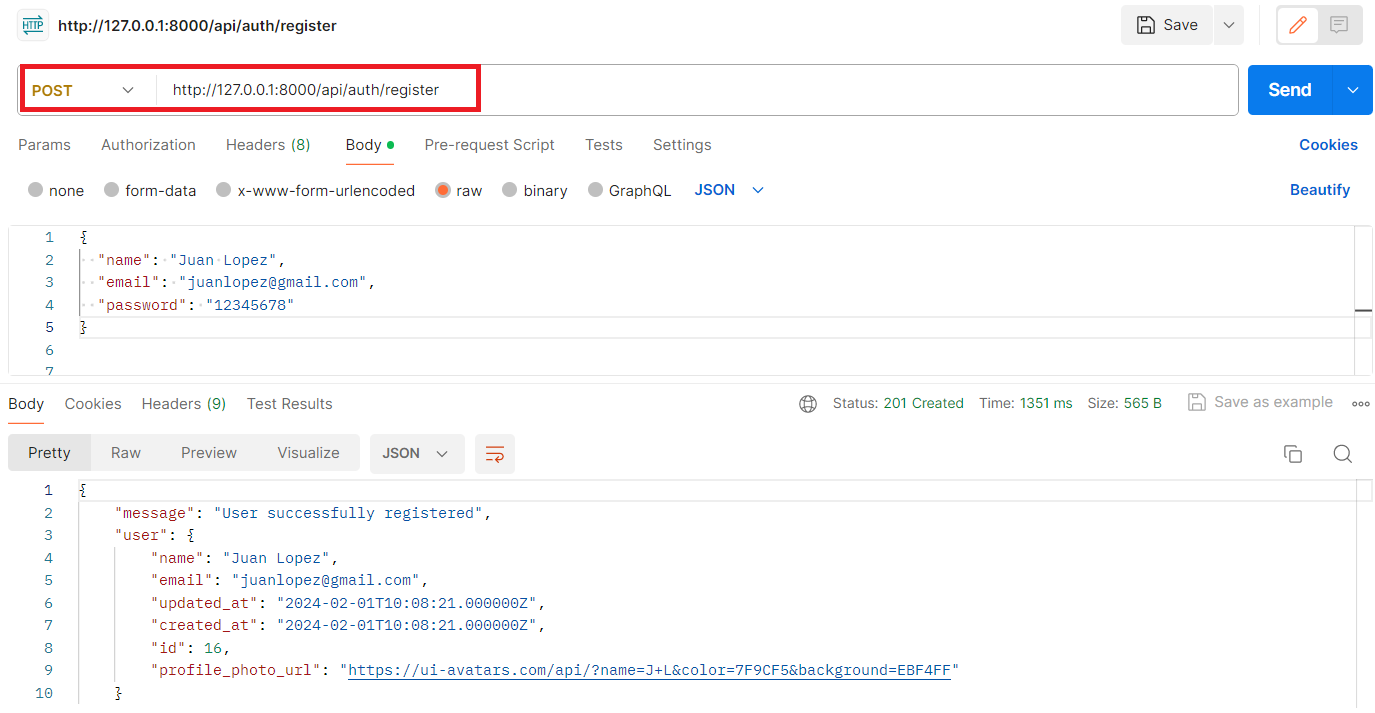 HTTP http://127.0.0.1:8000/api/auth/register Save
POST http://127.0.0.1:8000/api/auth/register Send
Params Authorization Headers (8) Body Pre-request Script Tests Settings Cookies
none form-data x-www-form-urlencoded raw binary GraphQL JSON Beautify
1 {
2 "name": "Juan Lopez",
3 "email": "juanlopez@gmail.com",
4 "password": "12345678"
5 }
6
7
Body Cookies Headers (9) Test Results Status: 201 Created Time: 1351 ms Size: 565 B Save as example
Pretty Raw Preview Visualize JSON
1 {
2 "message": "User successfully registered",
3 "user": {
4 "name": "Juan Lopez",
5 "email": "juanlopez@gmail.com",
6 "updated_at": "2024-02-01T10:08:21.000000Z",
7 "created_at": "2024-02-01T10:08:21.000000Z",
8 "id": 16,
9 "profile_photo_url": "https://ui-avatars.com/api/?name=J+L&color=7F9CF5&background=EBF4FF"
10 }